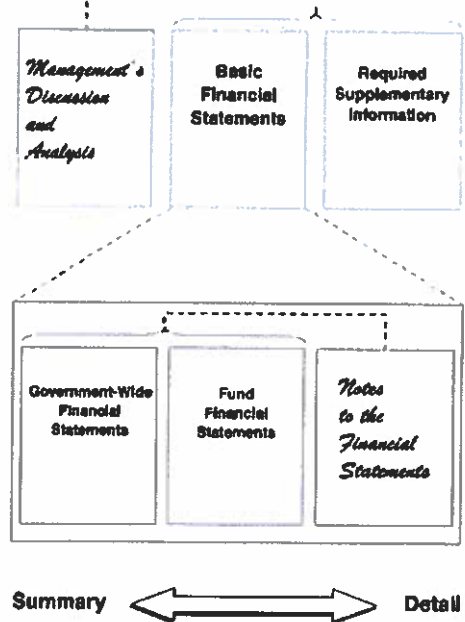 Management's
Discussion
and
Analysis
Basic
Financial
Statements
Required
Supplementary
Information
Government-Wide
Financial
Statements
Fund
Financial
Statements
Notes
to the
Financial
Statements
Summary
Detail